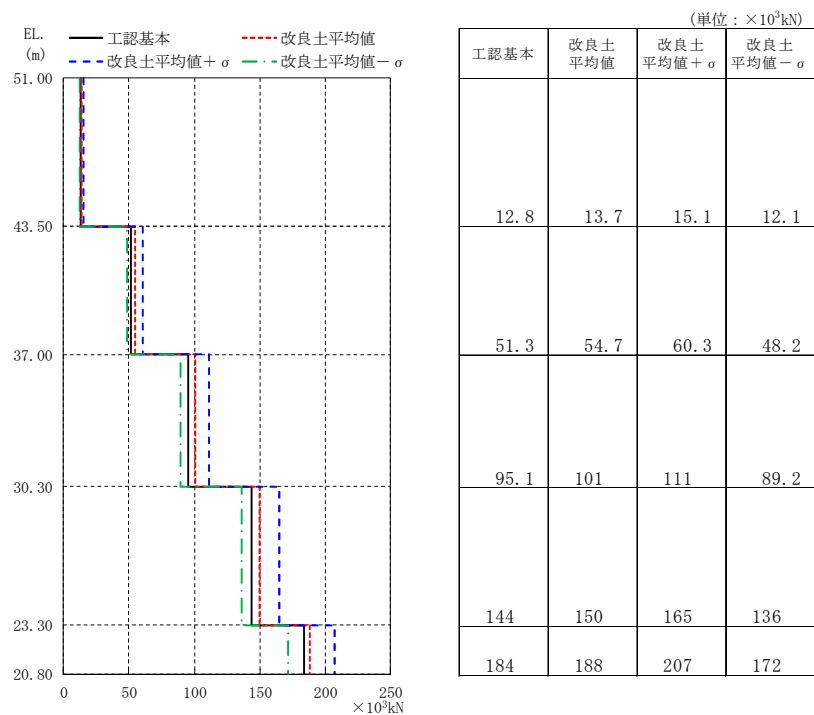 EL.
(m)
工認基本
改良土平均値
改良土平均値＋σ
改良土平均値－σ
51.00
43.50
37.00
30.30
23.30
20.80
0 50 100 150 200 250
×10³kN
(単位：×10³kN)
工認基本 改良土平均値 改良土平均値＋σ 改良土平均値－σ
12.8 13.7 15.1 12.1
51.3 54.7 60.3 48.2
95.1 101 111 89.2
144 150 165 136
184 188 207 172